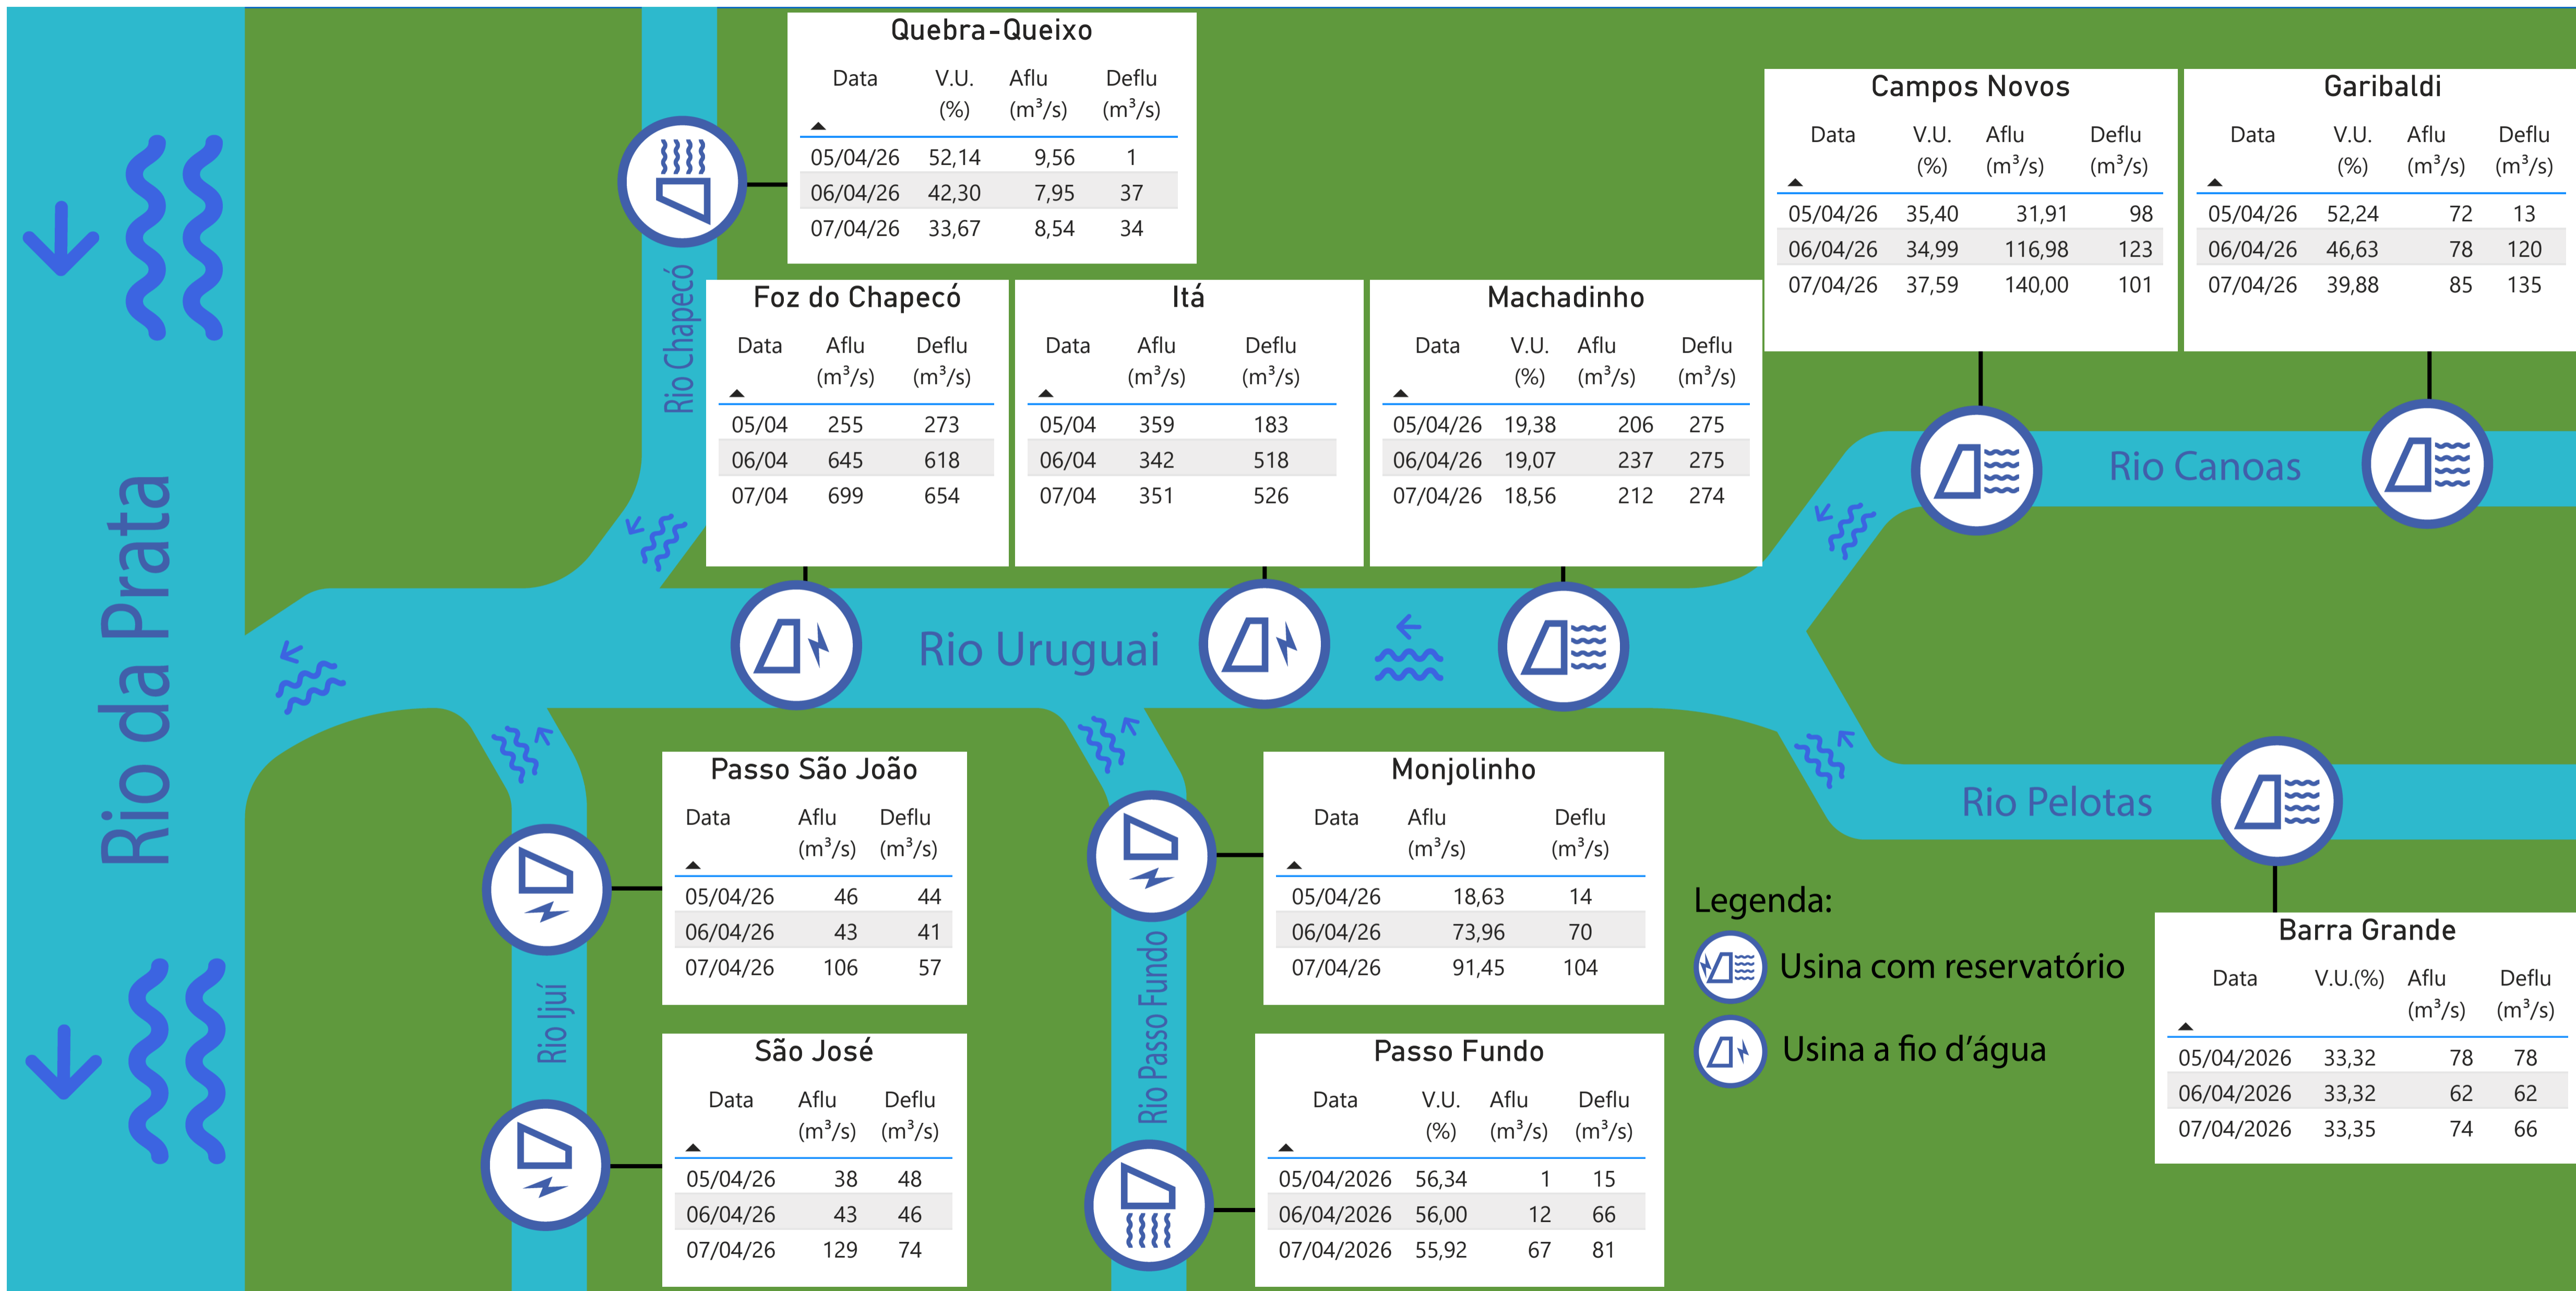 Quebra-Queixo
Data V.U. (%) Aflu (m³/s) Deflu (m³/s)
05/04/26 52,14 9,56 1
06/04/26 42,30 7,95 37
07/04/26 33,67 8,54 34
Campos Novos
Data V.U. (%) Aflu (m³/s) Deflu (m³/s)
05/04/26 35,40 31,91 98
06/04/26 34,99 116,98 123
07/04/26 37,59 140,00 101
Garibaldi
Data V.U. (%) Aflu (m³/s) Deflu (m³/s)
05/04/26 52,24 72 13
06/04/26 46,63 78 120
07/04/26 39,88 85 135
Rio Chapecó
Foz do Chapecó
Data Aflu (m³/s) Deflu (m³/s)
05/04 255 273
06/04 645 618
07/04 699 654
Itá
Data Aflu (m³/s) Deflu (m³/s)
05/04 359 183
06/04 342 518
07/04 351 526
Machadinho
Data V.U. (%) Aflu (m³/s) Deflu (m³/s)
05/04/26 19,38 206 275
06/04/26 19,07 237 275
07/04/26 18,56 212 274
Rio Canoas
Rio da Prata
Rio Uruguai
Rio Pelotas
Passo São João
Data Aflu (m³/s) Deflu (m³/s)
05/04/26 46 44
06/04/26 43 41
07/04/26 106 57
Monjolinho
Data Aflu (m³/s) Deflu (m³/s)
05/04/26 18,63 14
06/04/26 73,96 70
07/04/26 91,45 104
Legenda:
Usina com reservatório
Usina a fio d’água
Barra Grande
Data V.U.(%) Aflu (m³/s) Deflu (m³/s)
05/04/2026 33,32 78 78
06/04/2026 33,32 62 62
07/04/2026 33,35 74 66
Rio Ijuí
São José
Data Aflu (m³/s) Deflu (m³/s)
05/04/26 38 48
06/04/26 43 46
07/04/26 129 74
Rio Passo Fundo
Passo Fundo
Data V.U. (%) Aflu (m³/s) Deflu (m³/s)
05/04/2026 56,34 1 15
06/04/2026 56,00 12 66
07/04/2026 55,92 67 81